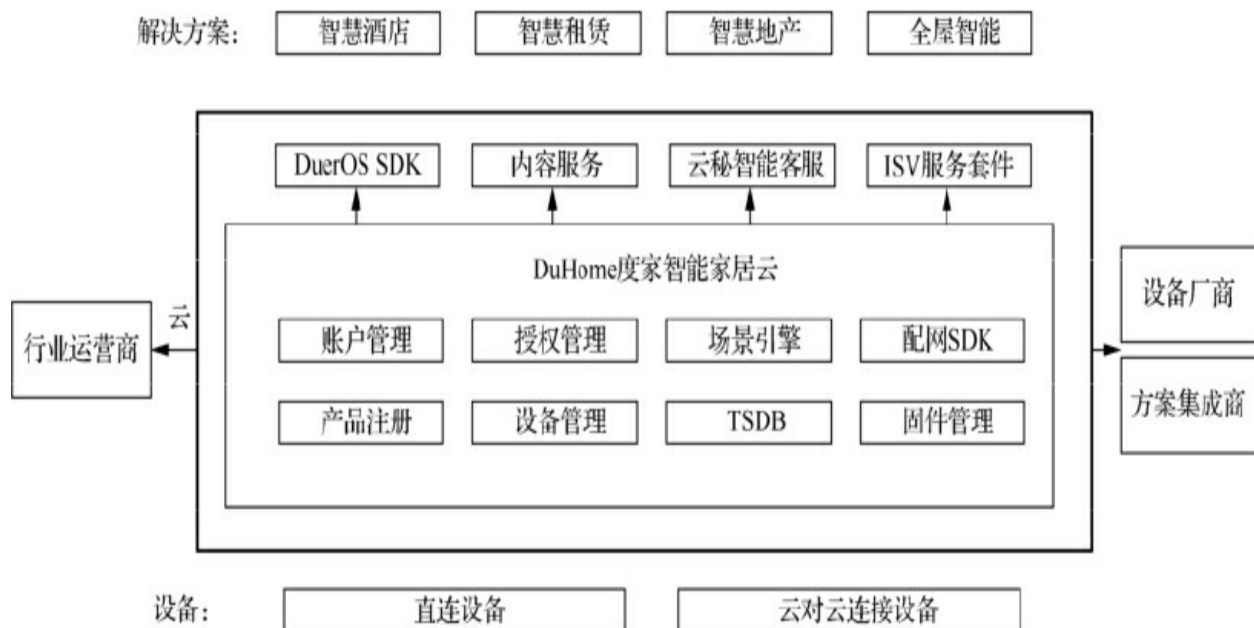 解决方案： 智慧酒店 智慧租赁 智慧地产 全屋智能
DuerOS SDK 内容服务 云秘智能客服 ISV服务套件
DuHome度家智能家居云
设备厂商
云
行业运营商
账户管理 授权管理 场景引擎 配网SDK
方案集成商
产品注册 设备管理 TSDB 固件管理
设备： 直连设备 云对云连接设备